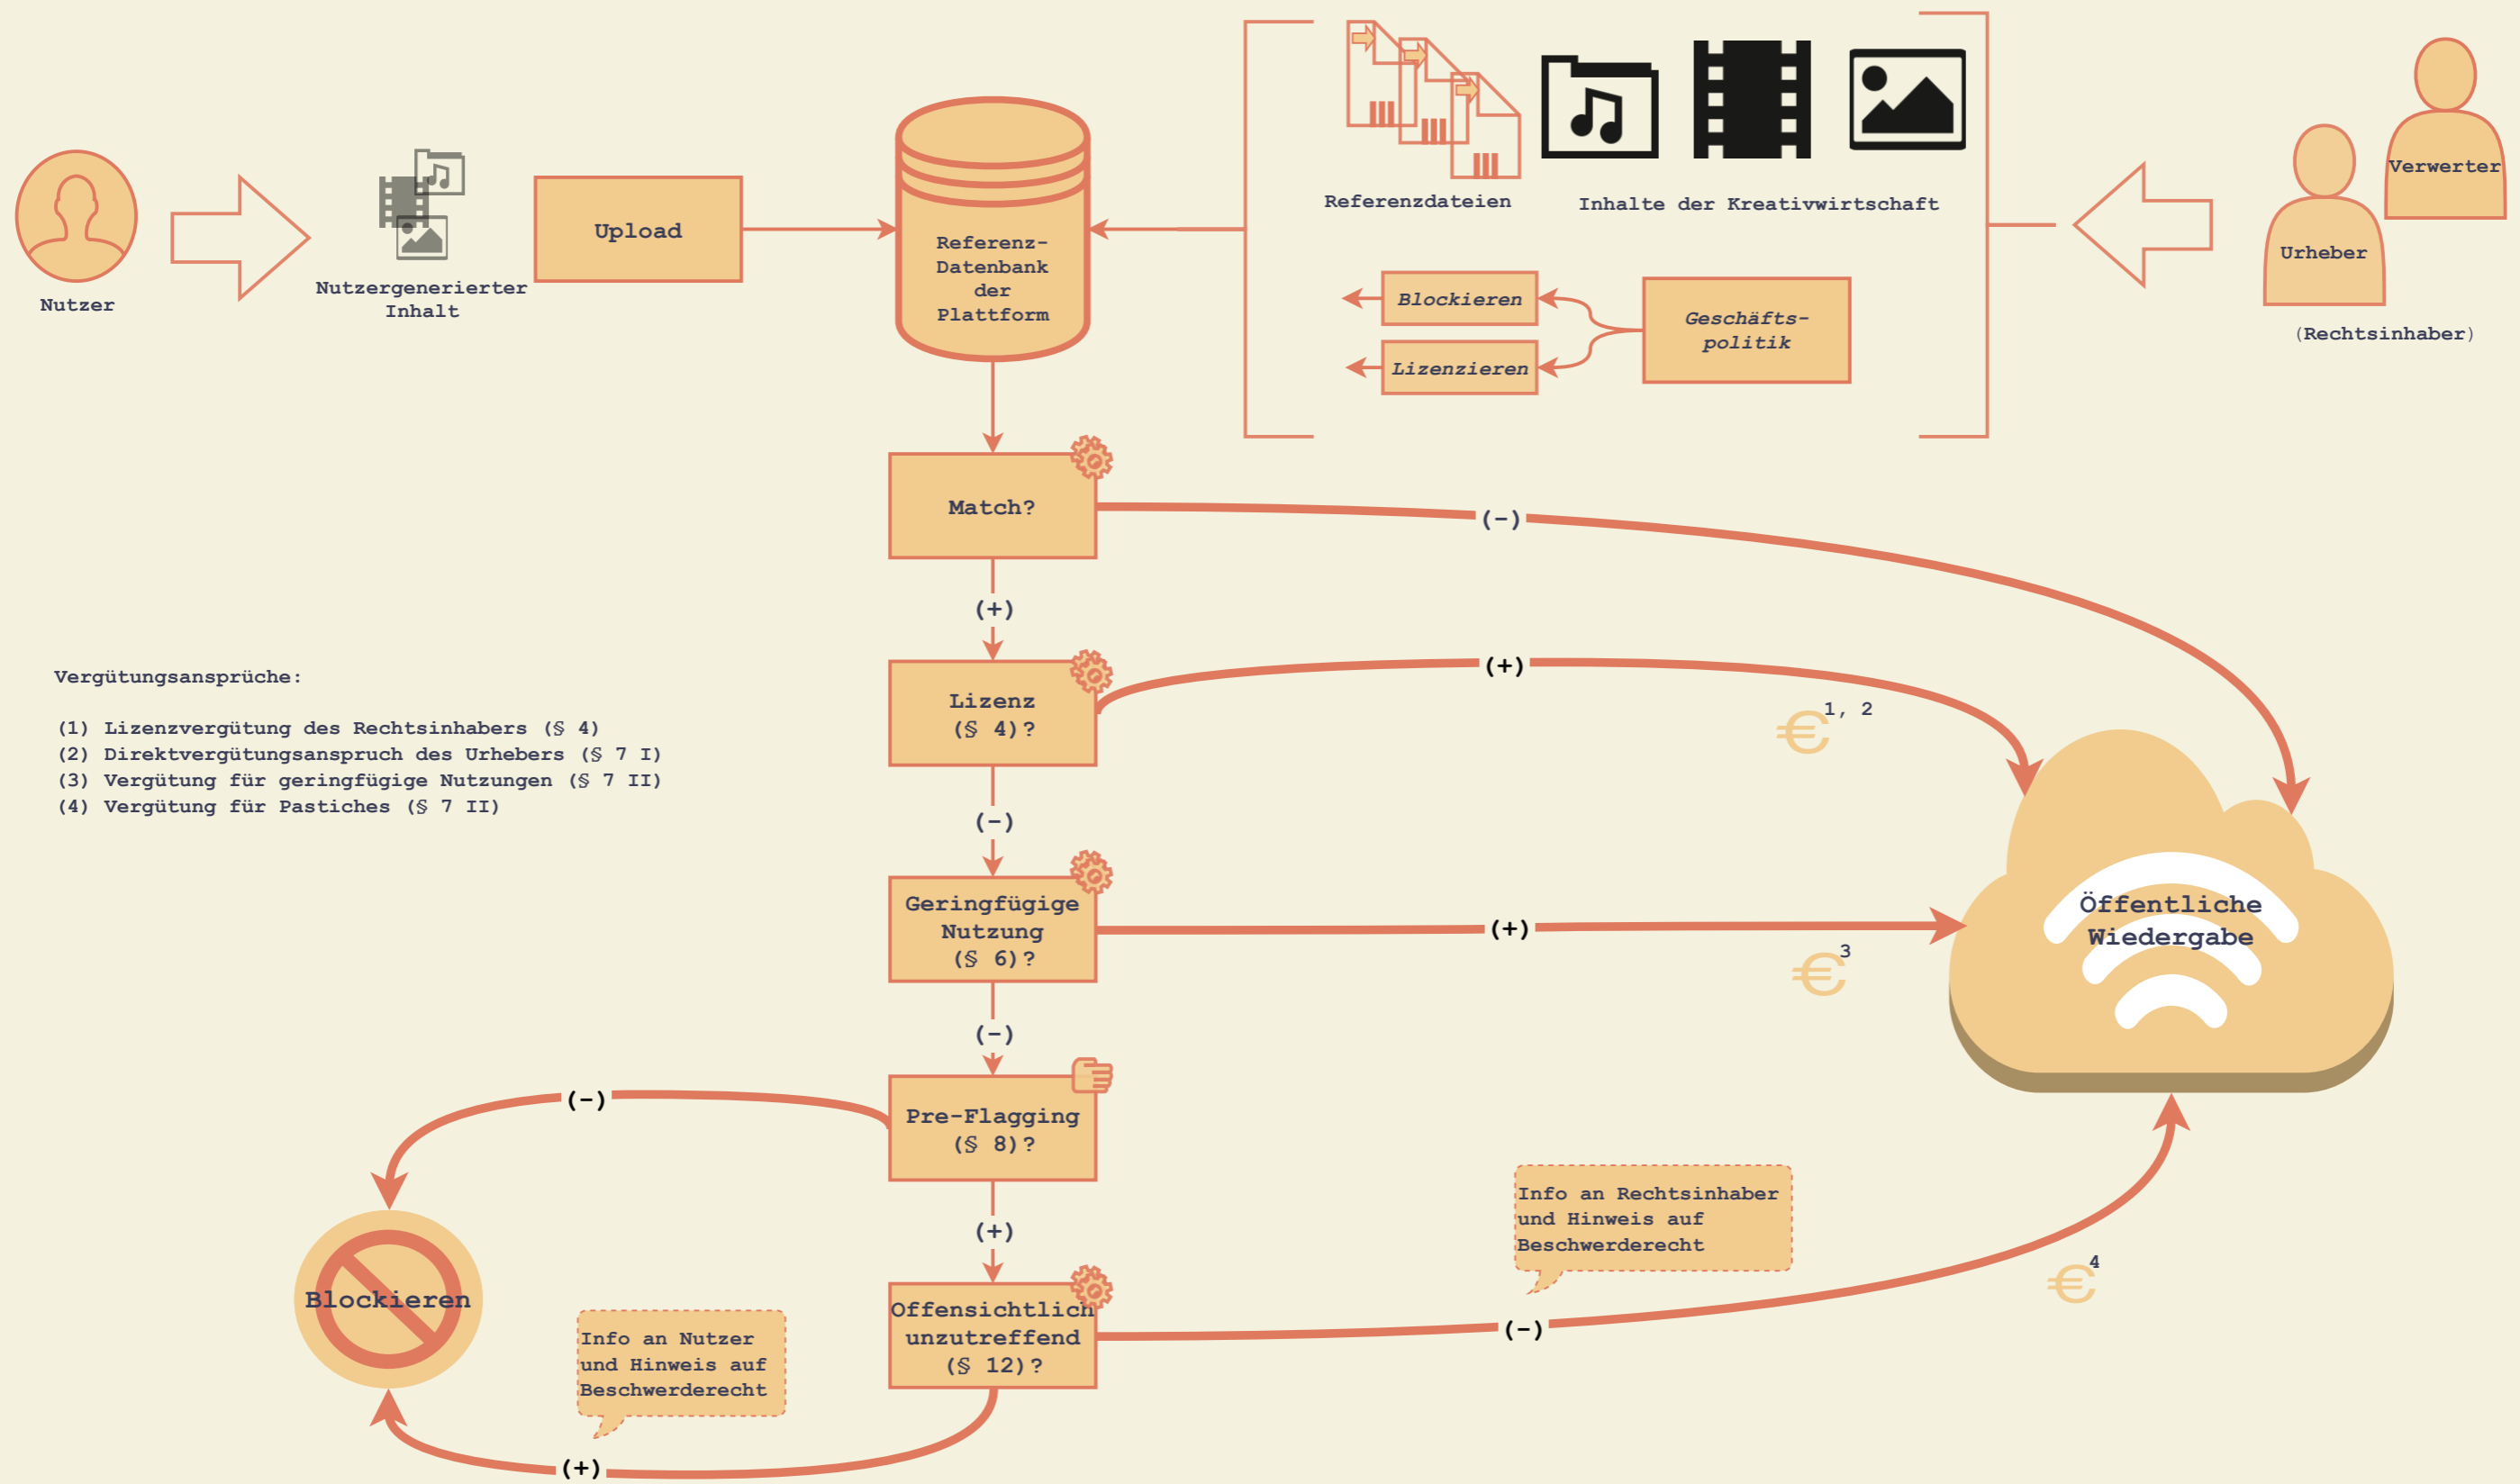 Nutzer
Nutzergenerierter
Inhalt
Upload
Referenz-
Datenbank
der
Plattform
Referenzdateien
Inhalte der Kreativwirtschaft
Blockieren
Lizenzieren
Geschäfts-
politik
Verwerter
Urheber
(Rechtsinhaber)
Match?
(-)
(+)
Lizenz
(§ 4)?
(+)
€ 1, 2
(-)
Vergütungsansprüche:
(1) Lizenzvergütung des Rechtsinhabers (§ 4)
(2) Direktvergütungsanspruch des Urhebers (§ 7 I)
(3) Vergütung für geringfügige Nutzungen (§ 7 II)
(4) Vergütung für Pastiches (§ 7 II)
Geringfügige
Nutzung
(§ 6)?
(+)
€ 3
Öffentliche
Wiedergabe
(-)
Pre-Flagging
(§ 8)?
(-)
(+)
Blockieren
Offensichtlich
unzutreffend
(§ 12)?
Info an Rechtsinhaber
und Hinweis auf
Beschwerderecht
(-)
€ 4
Info an Nutzer
und Hinweis auf
Beschwerderecht
(+)